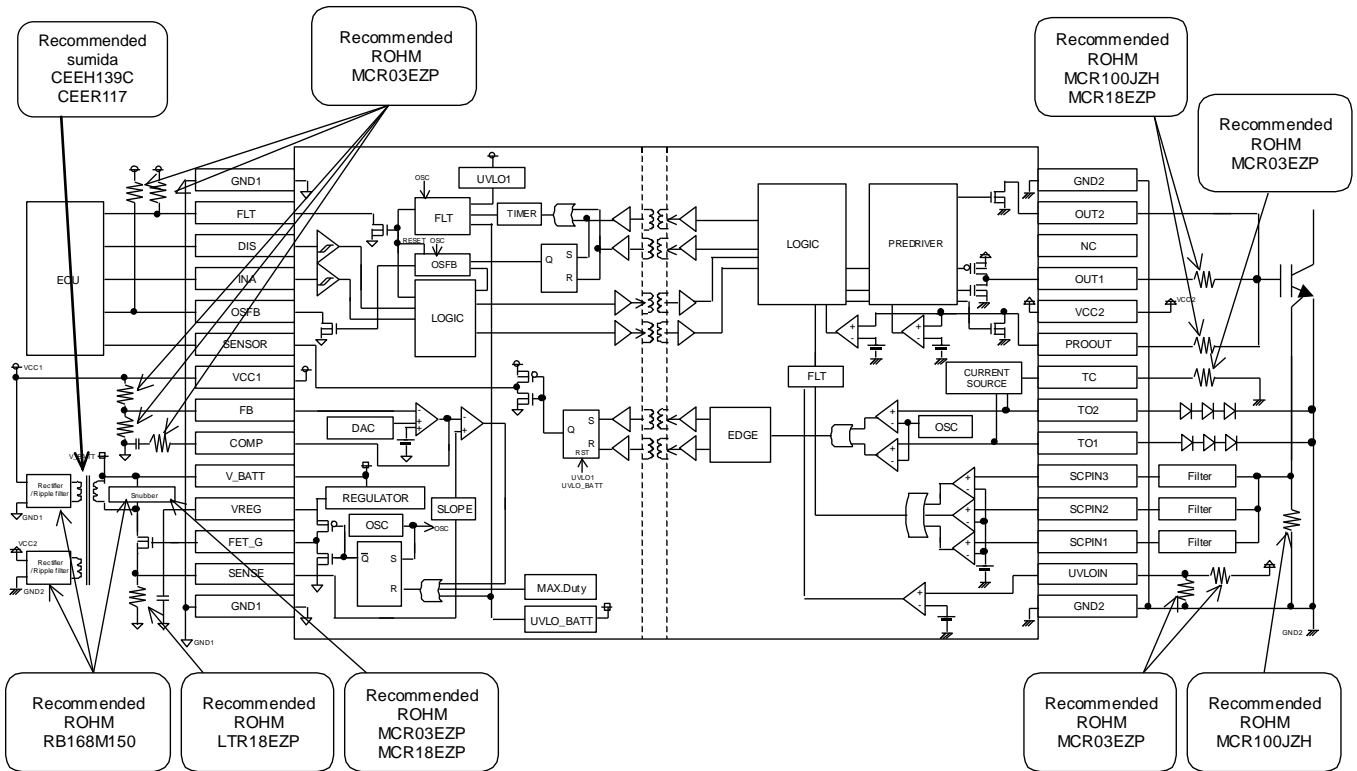 Recommended
sumida
CEEH139C
CEER117
Recommended
ROHM
MCR03EZP
Recommended
ROHM
MCR100JZH
MCR18EZP
Recommended
ROHM
MCR03EZP
ECU
GND1
FLT
DIS
INA
OSFB
SENSOR
VCC1
FB
COMP
V_BATT
VREG
FET_G
SENSE
GND1
VCC1
V_BATT
Rectifier
/Ripple filter
GND1
Snubber
VCC2
Rectifier
/Ripple filter
GND2
GND1
OSC
UVLO1
FLT
TIMER
RESET
OSC
OSFB
Q
S
R
LOGIC
DAC
Q
S
R
RST
UVLO1
UVLO_BATT
REGULATOR
SLOPE
OSC
OSC
Q
S
R
MAX.Duty
UVLO_BATT
LOGIC
PREDRIVER
FLT
CURRENT
SOURCE
EDGE
OSC
GND2
OUT2
NC
OUT1
VCC2
PROOUT
TC
TO2
TO1
SCPIN3
SCPIN2
SCPIN1
UVLOIN
GND2
VCC2
Filter
Filter
Filter
GND2
Recommended
ROHM
RB168M150
Recommended
ROHM
LTR18EZP
Recommended
ROHM
MCR03EZP
MCR18EZP
Recommended
ROHM
MCR03EZP
Recommended
ROHM
MCR100JZH